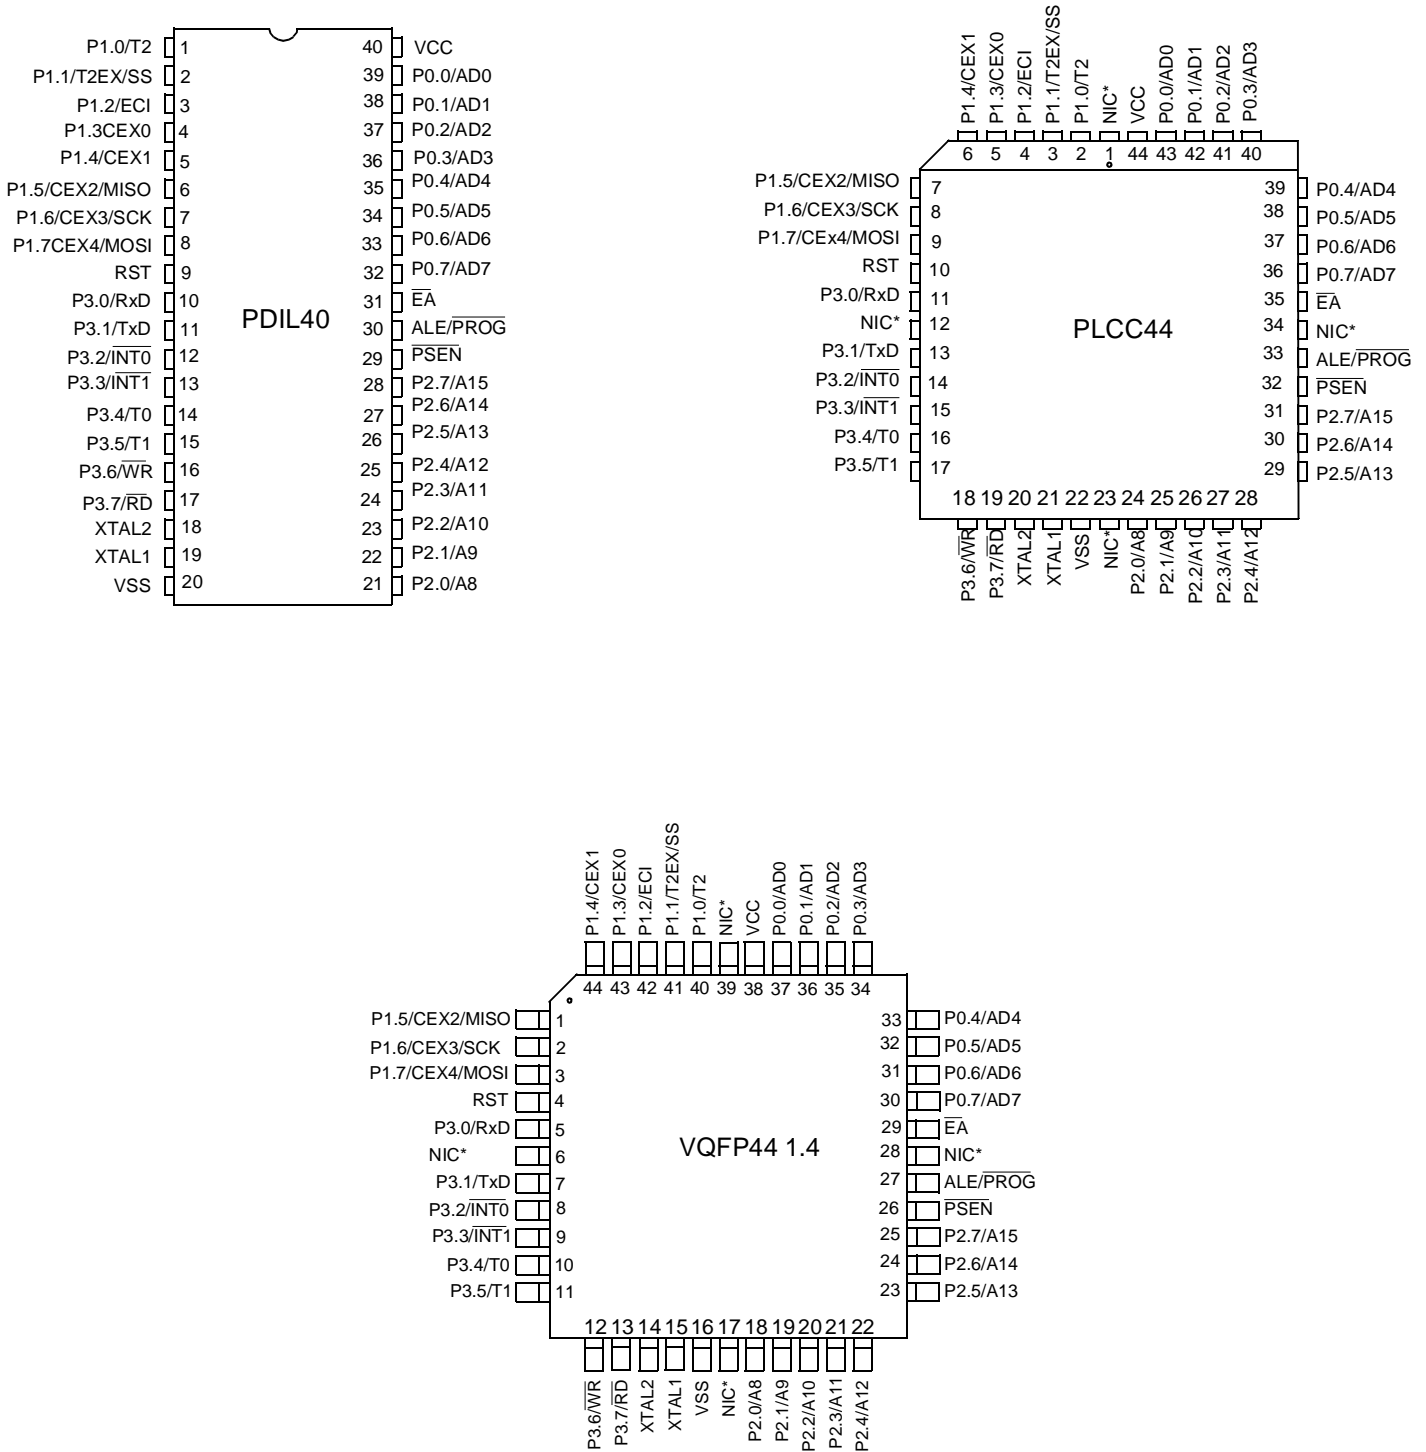 P1.0/T2 1 40 VCC
P1.1/T2EX/SS 2 39 P0.0/AD0
P1.2/ECI 3 38 P0.1/AD1
P1.3CEX0 4 37 P0.2/AD2
P1.4/CEX1 5 36 P0.3/AD3
P1.5/CEX2/MISO 6 35 P0.4/AD4
P1.6/CEX3/SCK 7 34 P0.5/AD5
P1.7CEX4/MOSI 8 33 P0.6/AD6
RST 9 32 P0.7/AD7
P3.0/RxD 10 31 EA
P3.1/TxD 11 30 ALE/PROG
P3.2/INT0 12 29 PSEN
P3.3/INT1 13 28 P2.7/A15
P3.4/T0 14 27 P2.6/A14
P3.5/T1 15 26 P2.5/A13
P3.6/WR 16 25 P2.4/A12
P3.7/RD 17 24 P2.3/A11
XTAL2 18 23 P2.2/A10
XTAL1 19 22 P2.1/A9
VSS 20 21 P2.0/A8
PDIL40
P1.4/CEX1 P1.3/CEX0 P1.2/ECI P1.1/T2EX/SS P1.0/T2 NIC* VCC P0.0/AD0 P0.1/AD1 P0.2/AD2 P0.3/AD3
6 5 4 3 2 1 44 43 42 41 40
P1.5/CEX2/MISO 7 39 P0.4/AD4
P1.6/CEX3/SCK 8 38 P0.5/AD5
P1.7/CEx4/MOSI 9 37 P0.6/AD6
RST 10 36 P0.7/AD7
P3.0/RxD 11 35 EA
NIC* 12 34 NIC*
P3.1/TxD 13 33 ALE/PROG
P3.2/INT0 14 32 PSEN
P3.3/INT1 15 31 P2.7/A15
P3.4/T0 16 30 P2.6/A14
P3.5/T1 17 29 P2.5/A13
PLCC44
18 19 20 21 22 23 24 25 26 27 28
P3.6/WR P3.7/RD XTAL2 XTAL1 VSS NIC* P2.0/A8 P2.1/A9 P2.2/A10 P2.3/A11 P2.4/A12
P1.4/CEX1 P1.3/CEX0 P1.2/ECI P1.1/T2EX/SS P1.0/T2 NIC* VCC P0.0/AD0 P0.1/AD1 P0.2/AD2 P0.3/AD3
44 43 42 41 40 39 38 37 36 35 34
P1.5/CEX2/MISO 1 33 P0.4/AD4
P1.6/CEX3/SCK 2 32 P0.5/AD5
P1.7/CEX4/MOSI 3 31 P0.6/AD6
RST 4 30 P0.7/AD7
P3.0/RxD 5 29 EA
NIC* 6 28 NIC*
P3.1/TxD 7 27 ALE/PROG
P3.2/INT0 8 26 PSEN
P3.3/INT1 9 25 P2.7/A15
P3.4/T0 10 24 P2.6/A14
P3.5/T1 11 23 P2.5/A13
VQFP44 1.4
12 13 14 15 16 17 18 19 20 21 22
P3.6/WR P3.7/RD XTAL2 XTAL1 VSS NIC* P2.0/A8 P2.1/A9 P2.2/A10 P2.3/A11 P2.4/A12